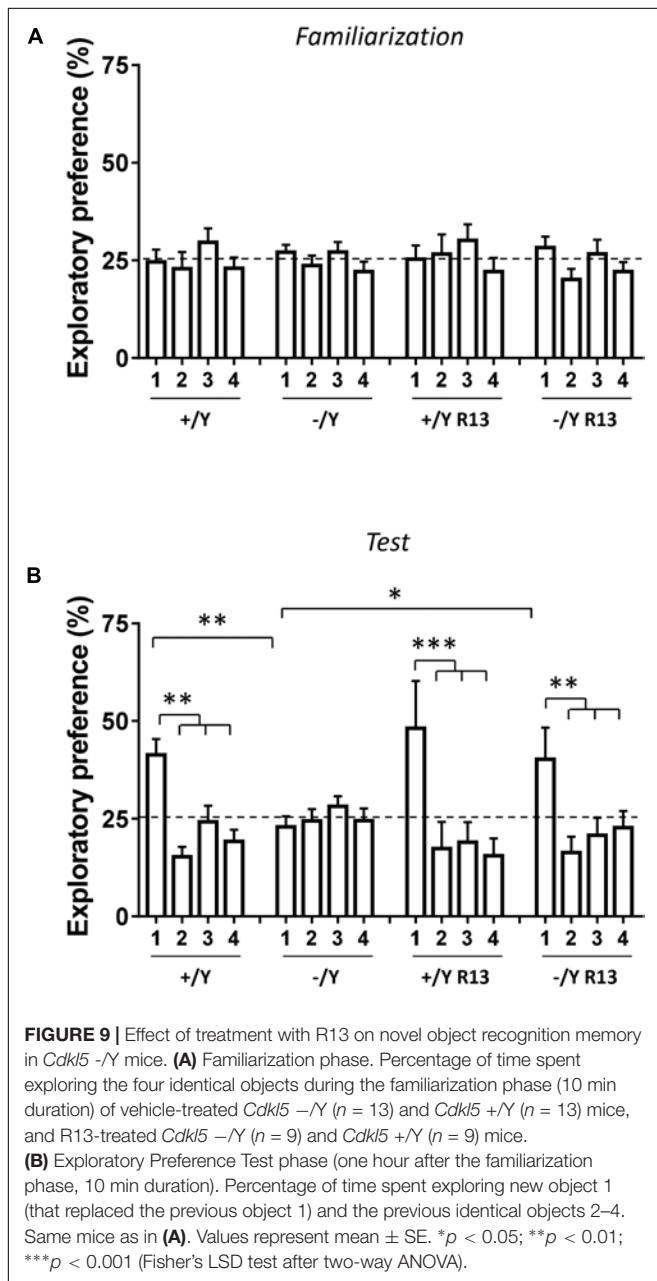 A
Familiarization
Exploratory preference (%)
75
50
25
0
1 2 3 4 1 2 3 4 1 2 3 4 1 2 3 4
+/Y -/Y +/Y R13 -/Y R13
Test
B
Exploratory preference (%)
75
50
25
0
*
**
***
**
**
1 2 3 4 1 2 3 4 1 2 3 4 1 2 3 4
+/Y -/Y +/Y R13 -/Y R13
FIGURE 9 | Effect of treatment with R13 on novel object recognition memory
in Cdkl5 -/Y mice. (A) Familiarization phase. Percentage of time spent
exploring the four identical objects during the familiarization phase (10 min
duration) of vehicle-treated Cdkl5 −/Y (n = 13) and Cdkl5 +/Y (n = 13) mice,
and R13-treated Cdkl5 −/Y (n = 9) and Cdkl5 +/Y (n = 9) mice.
(B) Exploratory Preference Test phase (one hour after the familiarization
phase, 10 min duration). Percentage of time spent exploring new object 1
(that replaced the previous object 1) and the previous identical objects 2–4.
Same mice as in (A). Values represent mean ± SE. *p < 0.05; **p < 0.01;
***p < 0.001 (Fisher's LSD test after two-way ANOVA).